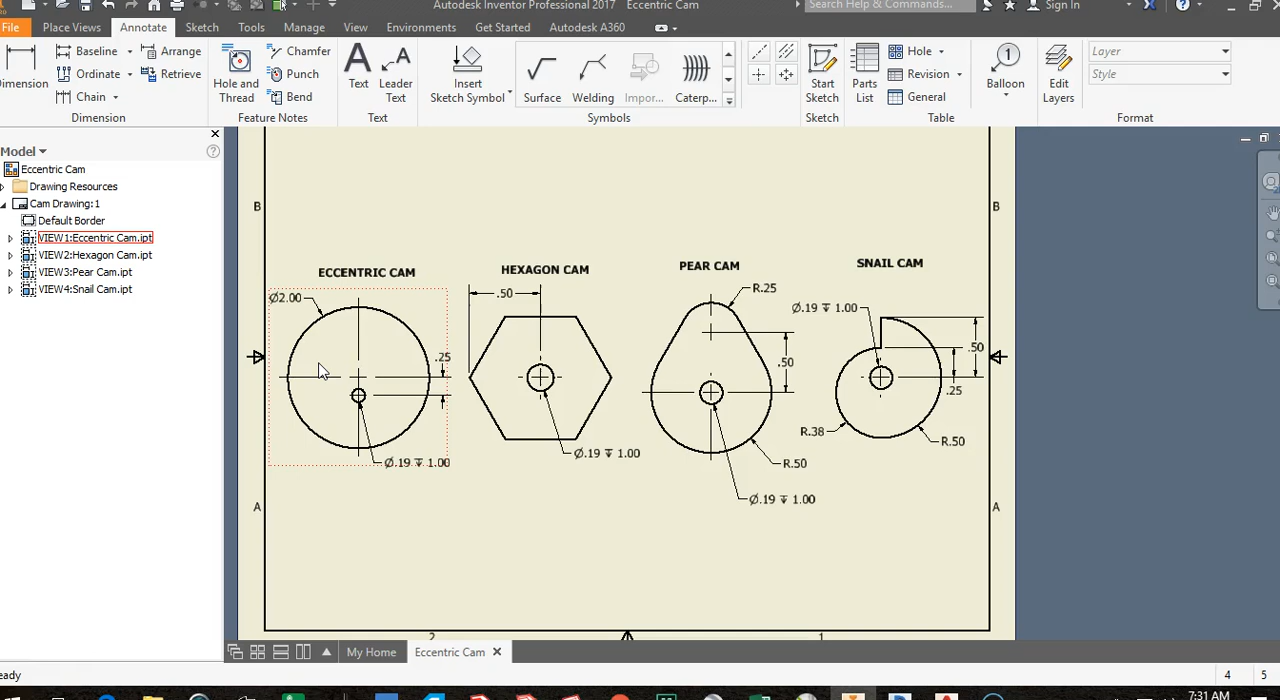 Autodesk Inventor Professional 2017 Eccentric Cam
Search Help & Commands...
Sign In
File
Place Views
Annotate
Sketch
Tools
Manage
View
Environments
Get Started
Autodesk A360
Dimension
Baseline
Ordinate
Chain
Arrange
Retrieve
Dimension
Hole and
Thread
Chamfer
Punch
Bend
Feature Notes
Text
Leader
Text
Text
Insert
Sketch Symbol
Surface
Welding
Impor...
Caterp...
Symbols
Start
Sketch
Sketch
Parts
List
Hole
Revision
General
Table
1
Balloon
Edit
Layers
Layer
Style
Format
Model
Eccentric Cam
Drawing Resources
Cam Drawing:1
Default Border
VIEW1:Eccentric Cam.ipt
VIEW2:Hexagon Cam.ipt
VIEW3:Pear Cam.ipt
VIEW4:Snail Cam.ipt
B
B
ECCENTRIC CAM
Ø2.00
.25
Ø.19 ↧ 1.00
HEXAGON CAM
.50
Ø.19 ↧ 1.00
PEAR CAM
R.25
.50
R.50
Ø.19 ↧ 1.00
SNAIL CAM
Ø.19 ↧ 1.00
.50
.25
R.38
R.50
A
A
2
1
My Home
Eccentric Cam
eady
4
5
7:31 AM